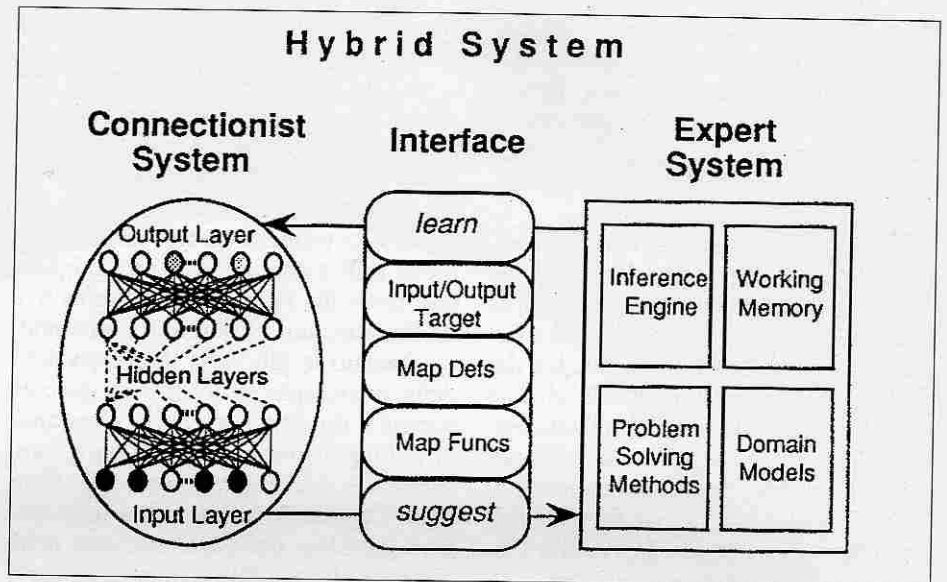 Hybrid System
Connectionist
System
Interface
Expert
System
Output Layer
Hidden Layers
Input Layer
learn
Input/Output
Target
Map Defs
Map Funcs
suggest
Inference
Engine
Working
Memory
Problem
Solving
Methods
Domain
Models